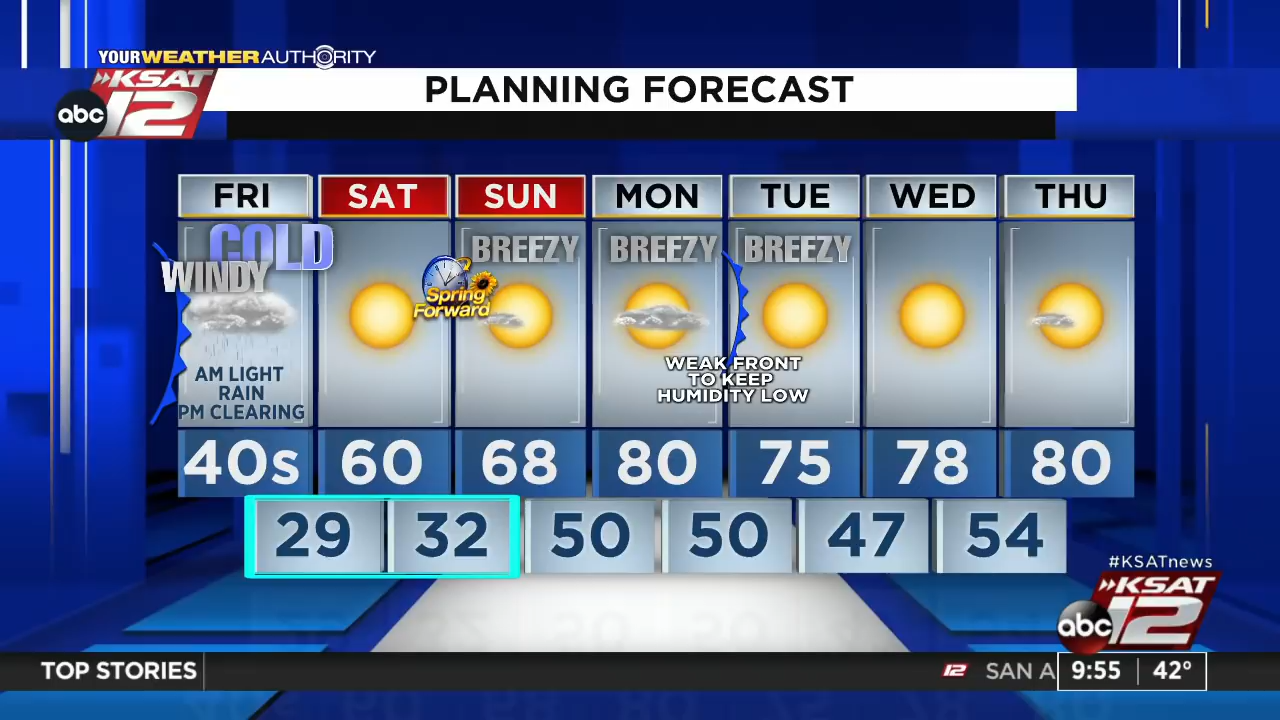 YOUR WEATHER AUTHORITY
KSAT
abc 12
PLANNING FORECAST
FRI SAT SUN MON TUE WED THU
COLD
WINDY
BREEZY BREEZY BREEZY
Spring
Forward
AM LIGHT
RAIN
PM CLEARING
WEAK FRONT
TO KEEP
HUMIDITY LOW
40s 60 68 80 75 78 80
29 32 50 50 47 54
#KSATnews
KSAT
abc 12
TOP STORIES 12 SAN A 9:55 42°